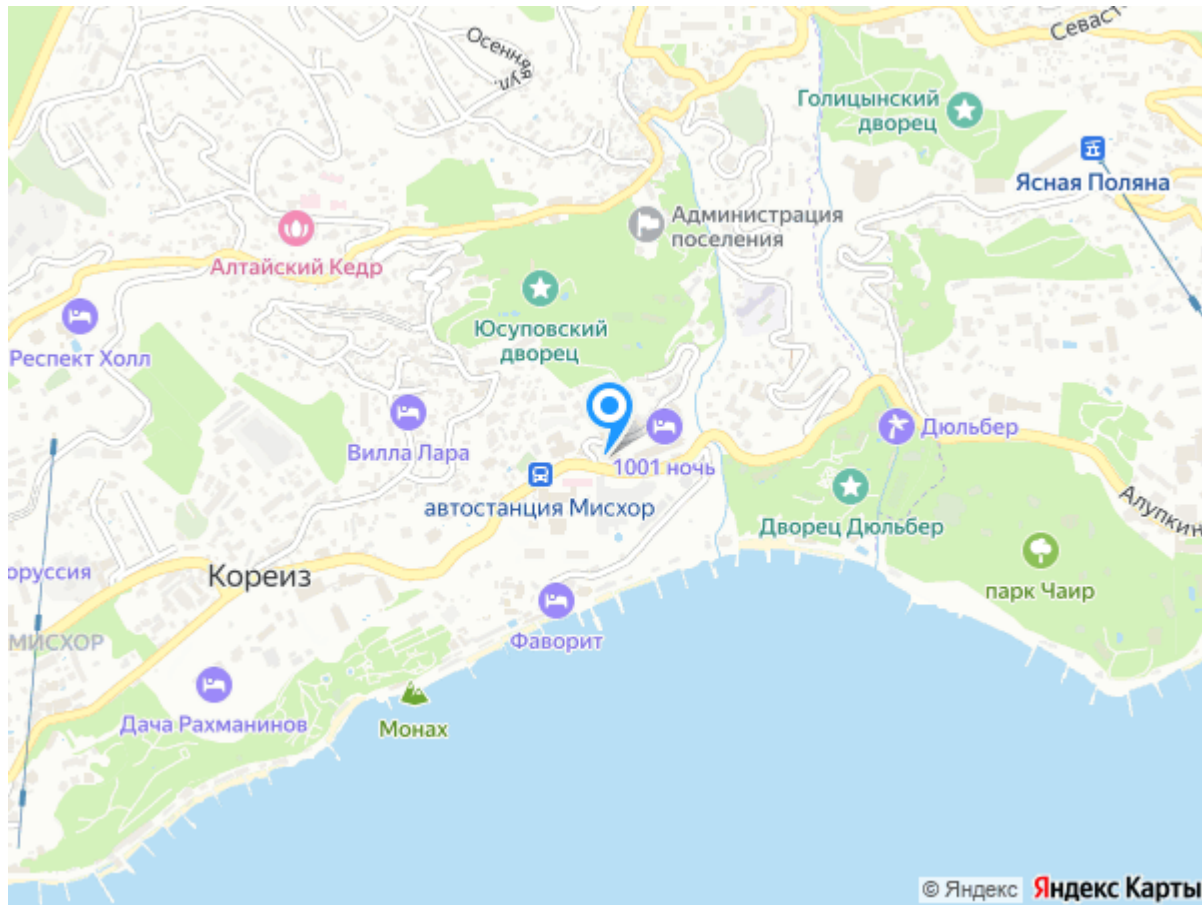 Осенняя
ул.
Севаст
Голицынский
дворец
Ясная Поляна
Администрация
поселения
Алтайский Кедр
Юсуповский
дворец
Респект Холл
Вилла Лара
1001 ночь
Дюльбер
автостанция Мисхор
Дворец Дюльбер
Алупкин
парк Чаир
оруссия
Кореиз
МИСХОР
Фаворит
Дача Рахманинов
Монах
© Яндекс Яндекс Карты